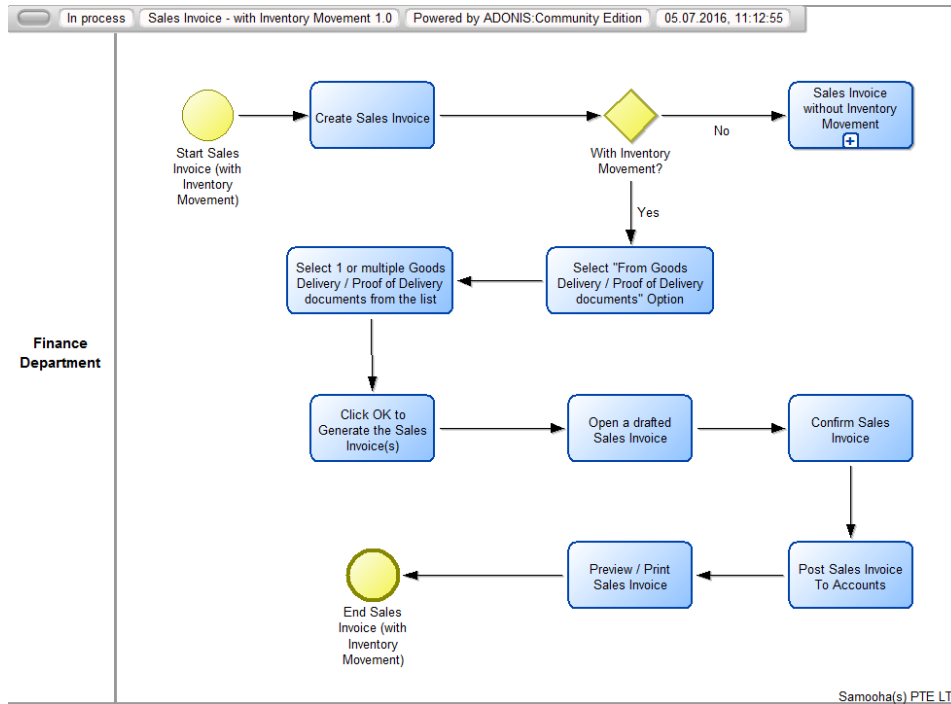 In process Sales Invoice - with Inventory Movement 1.0 Powered by ADONIS:Community Edition 05.07.2016, 11:12:55
Start Sales
Invoice (with
Inventory
Movement)
Create Sales Invoice
With Inventory
Movement?
No
Sales Invoice
without Inventory
Movement
Yes
Select "From Goods
Delivery / Proof of Delivery
documents" Option
Select 1 or multiple Goods
Delivery / Proof of Delivery
documents from the list
Finance
Department
Click OK to
Generate the Sales
Invoice(s)
Open a drafted
Sales Invoice
Confirm Sales
Invoice
Post Sales Invoice
To Accounts
Preview / Print
Sales Invoice
End Sales
Invoice (with
Inventory
Movement)
Samooha(s) PTE LT